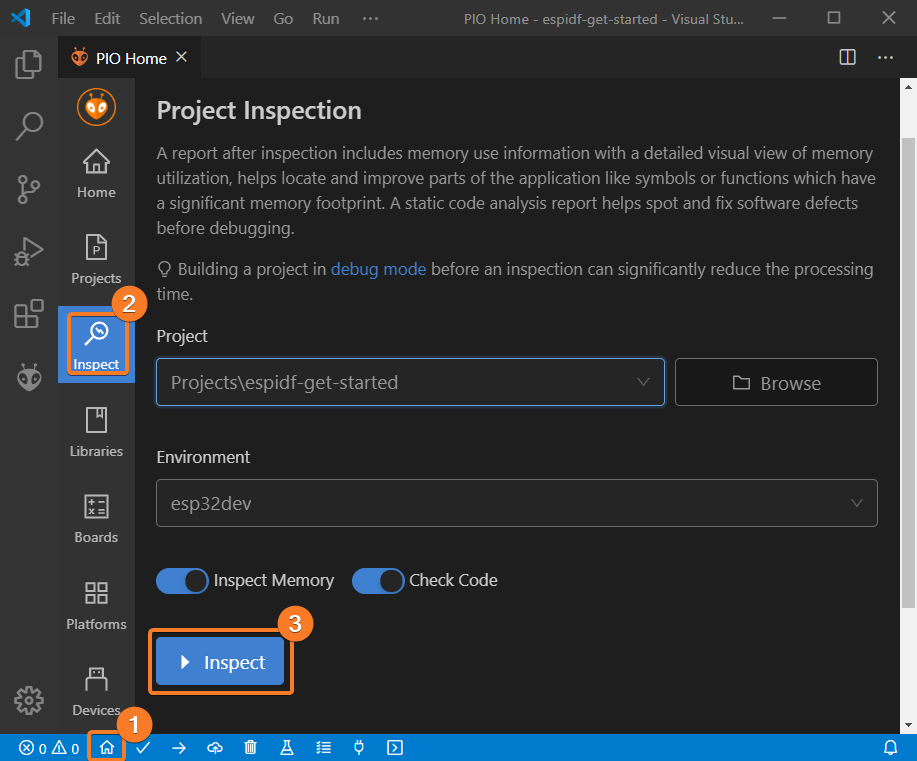 File Edit Selection View Go Run ··· PIO Home - espidf-get-started - Visual Stu...
PIO Home
Project Inspection
A report after inspection includes memory use information with a detailed visual view of memory
utilization, helps locate and improve parts of the application like symbols or functions which have
a significant memory footprint. A static code analysis report helps spot and fix software defects
before debugging.
Building a project in debug mode before an inspection can significantly reduce the processing
time.
Home
Projects
2
Inspect
Libraries
Boards
Platforms
Devices
Project
Projects\espidf-get-started
Browse
Environment
esp32dev
Inspect Memory
Check Code
3
Inspect
1
0 0